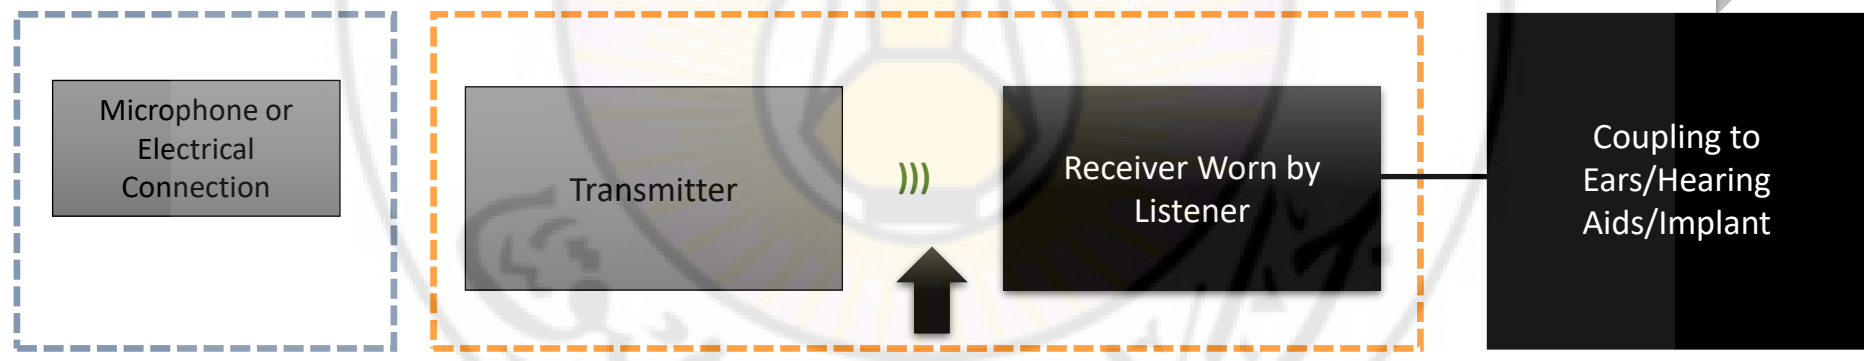 Microphone or
Electrical
Connection
Transmitter
)))
Receiver Worn by
Listener
Coupling to
Ears/Hearing
Aids/Implant